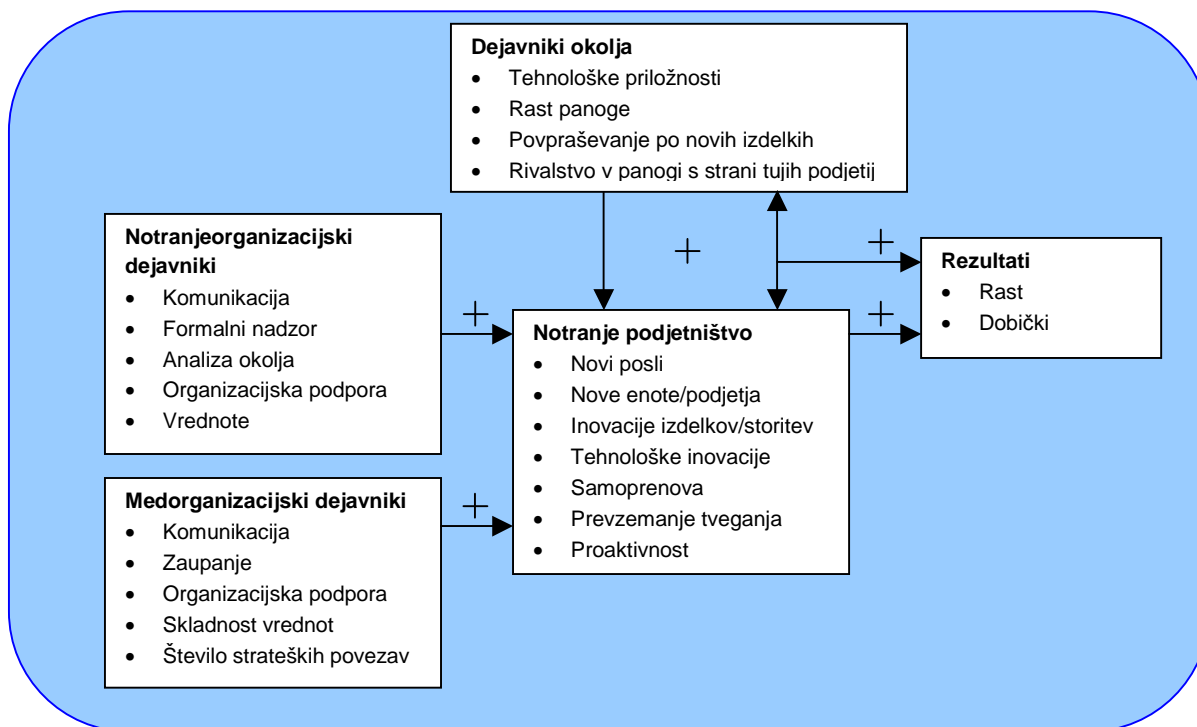 Dejavniki okolja
• Tehnološke priložnosti
• Rast panoge
• Povpraševanje po novih izdelkih
• Rivalstvo v panogi s strani tujih podjetij
Notranjeorganizacijski
dejavniki
• Komunikacija
• Formalni nadzor
• Analiza okolja
• Organizacijska podpora
• Vrednote
+
+
+
Rezultati
• Rast
• Dobički
+
Notranje podjetništvo
• Novi posli
• Nove enote/podjetja
• Inovacije izdelkov/storitev
• Tehnološke inovacije
• Samoprenova
• Prevzemanje tveganja
• Proaktivnost
Medorganizacijski dejavniki
• Komunikacija
• Zaupanje
• Organizacijska podpora
• Skladnost vrednot
• Število strateških povezav
+